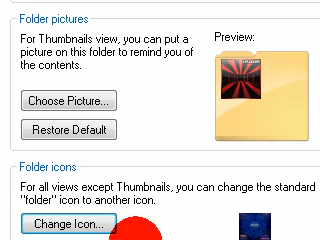 Folder pictures
For Thumbnails view, you can put a
picture on this folder to remind you of
the contents.
Preview:
Choose Picture...
Restore Default
Folder icons
For all views except Thumbnails, you can change the standard
"folder" icon to another icon.
Change Icon...